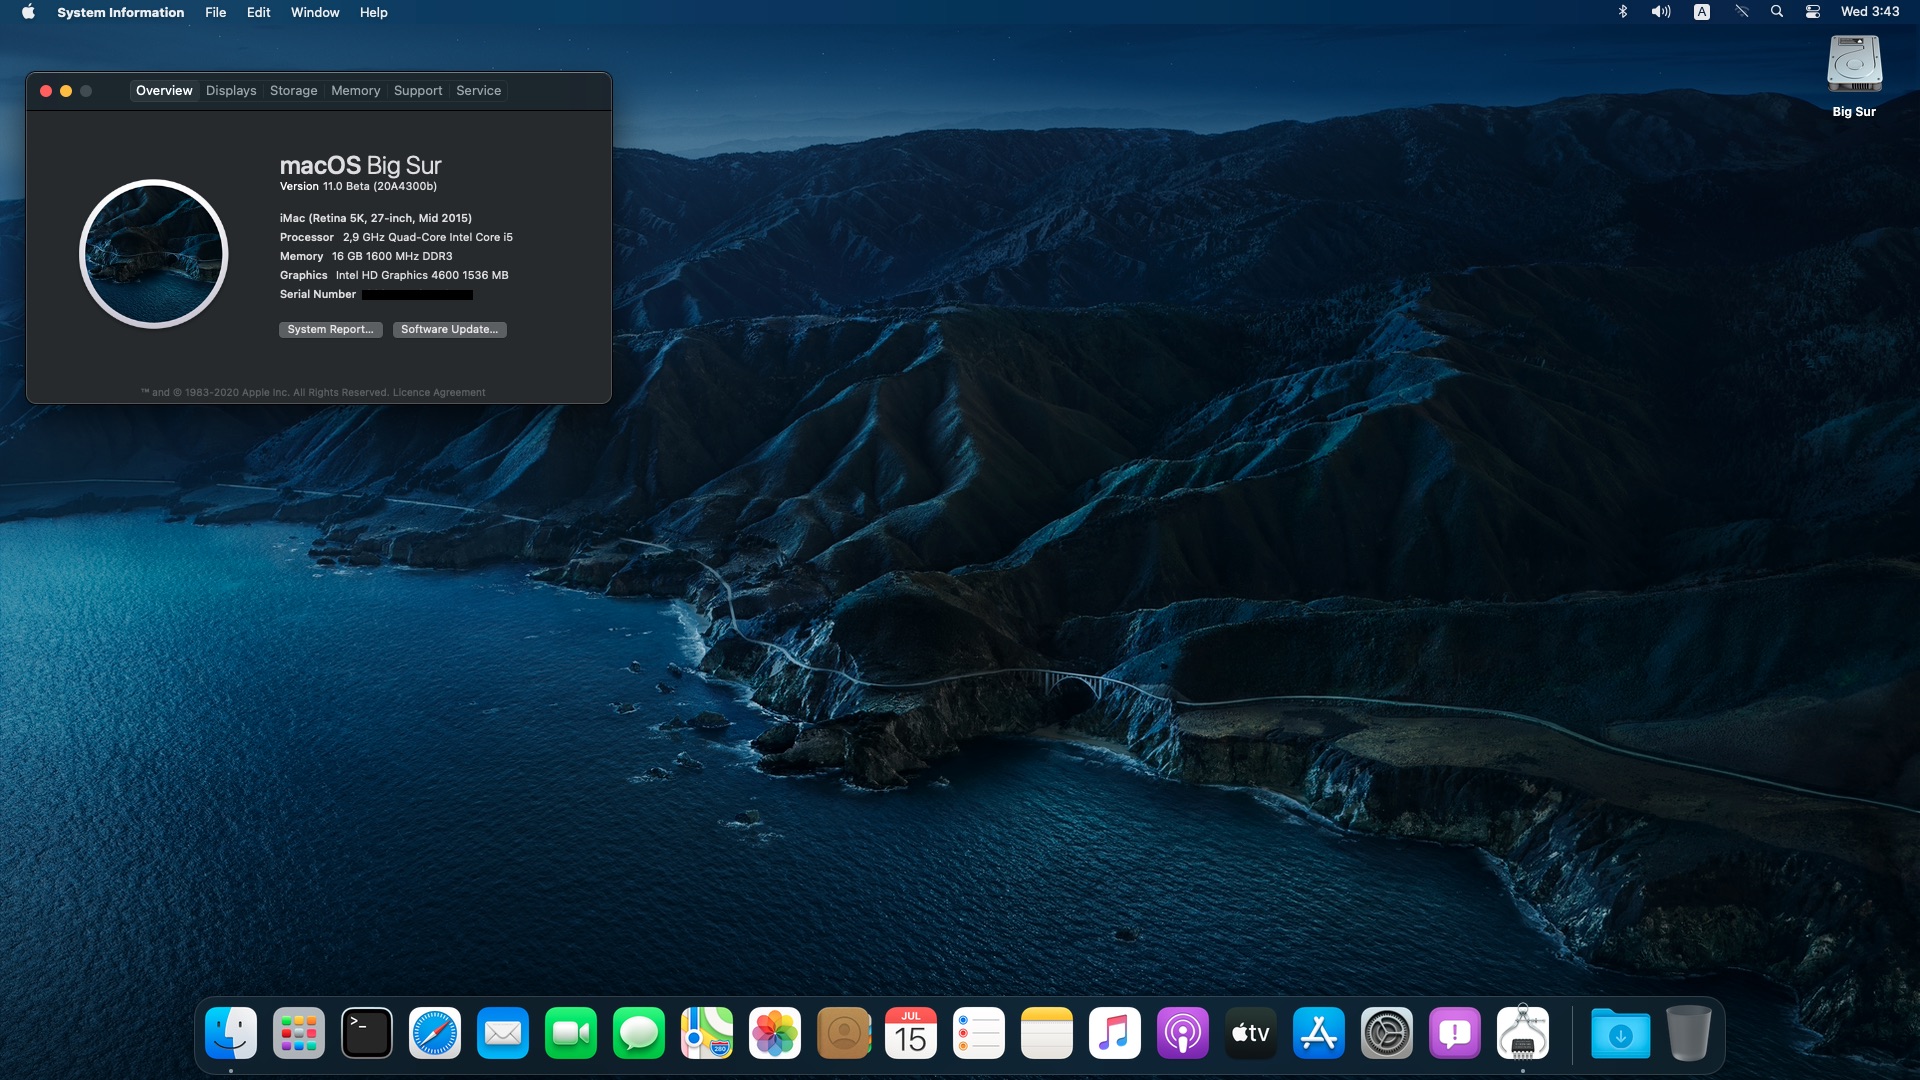 System Information File Edit Window Help
A Wed 3:43
Big Sur
Overview Displays Storage Memory Support Service
macOS Big Sur
Version 11.0 Beta (20A4300b)
iMac (Retina 5K, 27-inch, Mid 2015)
Processor 2,9 GHz Quad-Core Intel Core i5
Memory 16 GB 1600 MHz DDR3
Graphics Intel HD Graphics 4600 1536 MB
Serial Number
System Report... Software Update...
™ and © 1983-2020 Apple Inc. All Rights Reserved. Licence Agreement
>_
280
JUL
15
tv